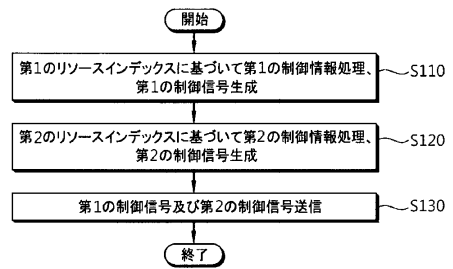 開始
第1のリソースインデックスに基づいて第1の制御情報処理、
第1の制御信号生成
S110
第2のリソースインデックスに基づいて第2の制御情報処理、
第2の制御信号生成
S120
第1の制御信号及び第2の制御信号送信
S130
終了